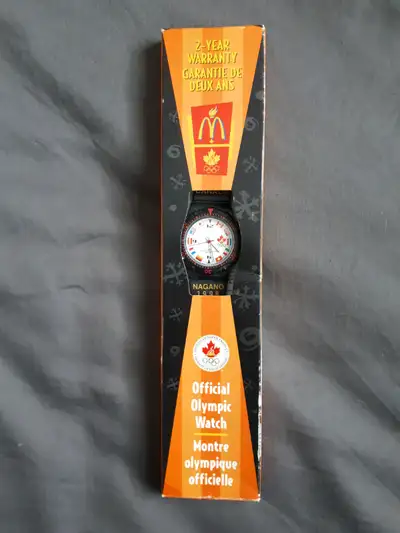 2-YEAR
WARRANTY
GARANTIE DE
DEUX ANS
NAGANO
1998
Official
Olympic
Watch
Montre
olympique
officielle